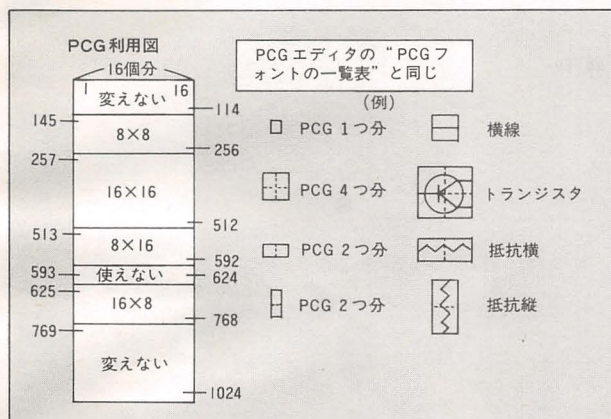 PCG利用図
16個分
1 16
変えない
114
145
8×8
256
257
16×16
512
513
8×16
592
593
使えない
624
625
16×8
768
769
変えない
1024
PCGエディタの“PCGフ
ォントの一覧表”と同じ
(例)
PCG 1つ分
横線
PCG 4つ分
トランジスタ
PCG 2つ分
抵抗横
PCG 2つ分
抵抗縦